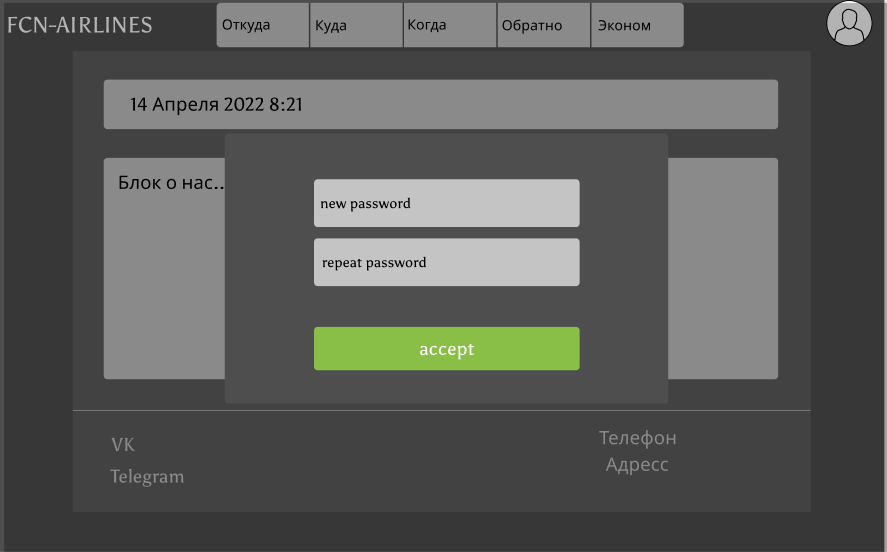 FCN-AIRLINES
Откуда
Куда
Когда
Обратно
Эконом
14 Апреля 2022 8:21
Блок о нас..
new password
repeat password
accept
VK
Telegram
Телефон
Адресс